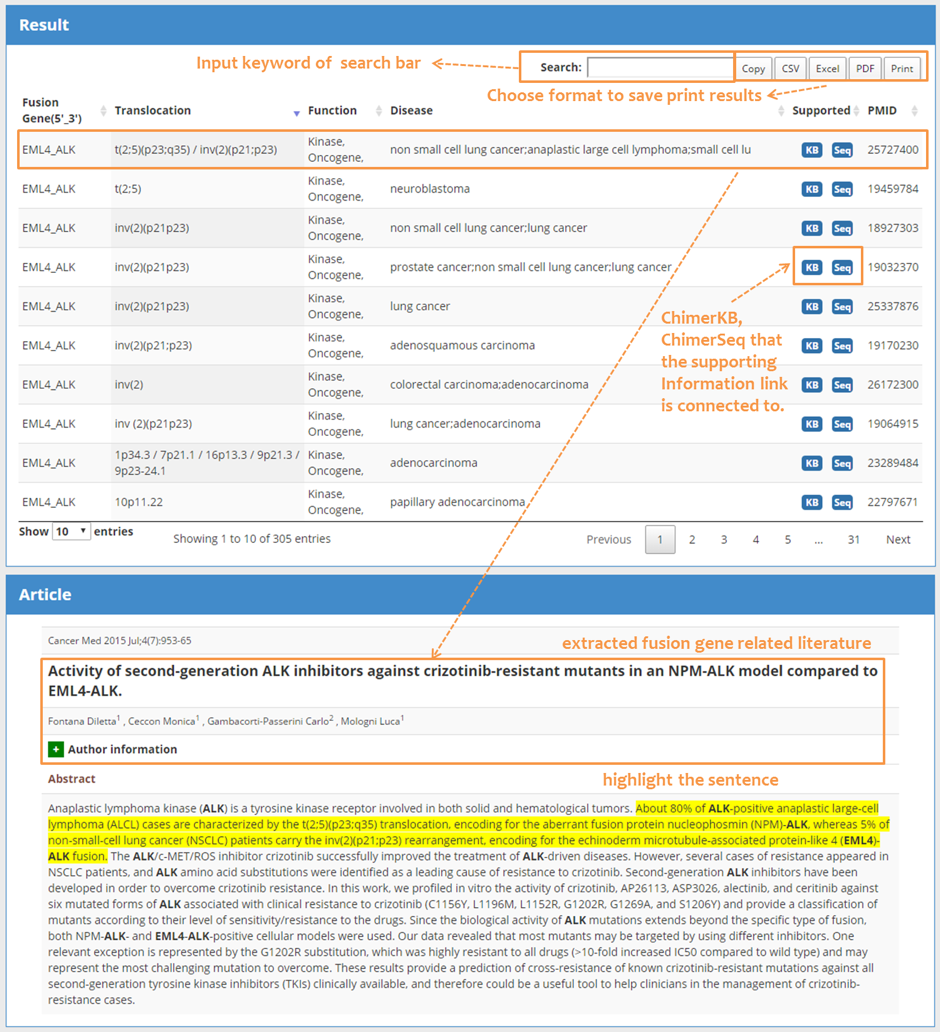 Result
Input keyword of search bar
Search:
Copy CSV Excel PDF Print
Choose format to save print results
Fusion
Gene(5'_3') Translocation Function Disease Supported PMID
EML4_ALK t(2;5)(p23;q35) / inv(2)(p21;p23) Kinase,
Oncogene, non small cell lung cancer;anaplastic large cell lymphoma;small cell lu KB Seq 25727400
EML4_ALK t(2;5) Kinase,
Oncogene, neuroblastoma KB Seq 19459784
EML4_ALK inv(2)(p21p23) Kinase,
Oncogene, non small cell lung cancer;lung cancer KB Seq 18927303
EML4_ALK inv(2)(p21p23) Kinase,
Oncogene, prostate cancer;non small cell lung cancer;lung cancer KB Seq 19032370
EML4_ALK inv(2)(p21p23) Kinase,
Oncogene, lung cancer KB Seq 25337876
EML4_ALK inv(2)(p21;p23) Kinase,
Oncogene, adenosquamous carcinoma KB Seq 19170230
EML4_ALK inv(2) Kinase,
Oncogene, colorectal carcinoma;adenocarcinoma KB Seq 26172300
EML4_ALK inv (2)(p21p23) Kinase,
Oncogene, lung cancer;adenocarcinoma KB Seq 19064915
EML4_ALK 1p34.3 / 7p21.1 / 16p13.3 / 9p21.3 /
9p23-24.1 Kinase,
Oncogene, adenocarcinoma KB Seq 23289484
EML4_ALK 10p11.22 Kinase,
Oncogene, papillary adenocarcinoma KB Seq 22797671
ChimerKB,
ChimerSeq that
the supporting
Information link
is connected to.
Show 10 entries
Showing 1 to 10 of 305 entries
Previous 1 2 3 4 5 ... 31 Next
Article
Cancer Med 2015 Jul;4(7):953-65
extracted fusion gene related literature
Activity of second-generation ALK inhibitors against crizotinib-resistant mutants in an NPM-ALK model compared to
EML4-ALK.
Fontana Diletta1 , Ceccon Monica1 , Gambacorti-Passerini Carlo2 , Mologni Luca1
+ Author information
Abstract
highlight the sentence
Anaplastic lymphoma kinase (ALK) is a tyrosine kinase receptor involved in both solid and hematological tumors. About 80% of ALK-positive anaplastic large-cell
lymphoma (ALCL) cases are characterized by the t(2;5)(p23;q35) translocation, encoding for the aberrant fusion protein nucleophosmin (NPM)-ALK, whereas 5% of
non-small-cell lung cancer (NSCLC) patients carry the inv(2)(p21;p23) rearrangement, encoding for the echinoderm microtubule-associated protein-like 4 (EML4)-
ALK fusion. The ALK/c-MET/ROS inhibitor crizotinib successfully improved the treatment of ALK-driven diseases. However, several cases of resistance appeared in
NSCLC patients, and ALK amino acid substitutions were identified as a leading cause of resistance to crizotinib. Second-generation ALK inhibitors have been
developed in order to overcome crizotinib resistance. In this work, we profiled in vitro the activity of crizotinib, AP26113, ASP3026, alectinib, and ceritinib against
six mutated forms of ALK associated with clinical resistance to crizotinib (C1156Y, L1196M, L1152R, G1202R, G1269A, and S1206Y) and provide a classification of
mutants according to their level of sensitivity/resistance to the drugs. Since the biological activity of ALK mutations extends beyond the specific type of fusion,
both NPM-ALK- and EML4-ALK-positive cellular models were used. Our data revealed that most mutants may be targeted by using different inhibitors. One
relevant exception is represented by the G1202R substitution, which was highly resistant to all drugs (>10-fold increased IC50 compared to wild type) and may
represent the most challenging mutation to overcome. These results provide a prediction of cross-resistance of known crizotinib-resistant mutations against all
second-generation tyrosine kinase inhibitors (TKIs) clinically available, and therefore could be a useful tool to help clinicians in the management of crizotinib-
resistance cases.